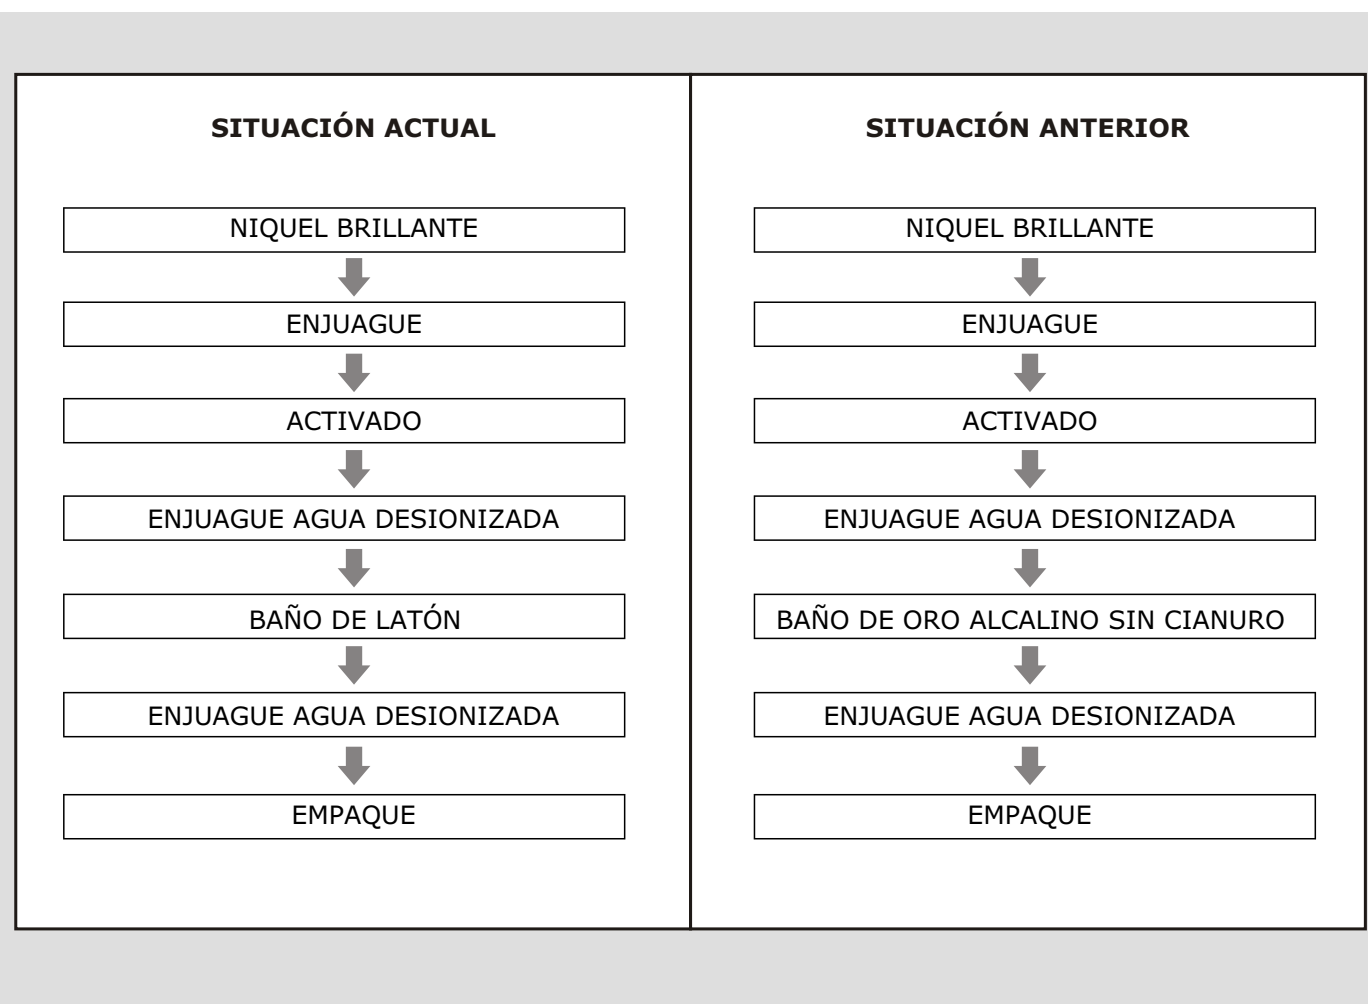 SITUACIÓN ACTUAL
NIQUEL BRILLANTE
ENJUAGUE
ACTIVADO
ENJUAGUE AGUA DESIONIZADA
BAÑO DE LATÓN
ENJUAGUE AGUA DESIONIZADA
EMPAQUE
SITUACIÓN ANTERIOR
NIQUEL BRILLANTE
ENJUAGUE
ACTIVADO
ENJUAGUE AGUA DESIONIZADA
BAÑO DE ORO ALCALINO SIN CIANURO
ENJUAGUE AGUA DESIONIZADA
EMPAQUE